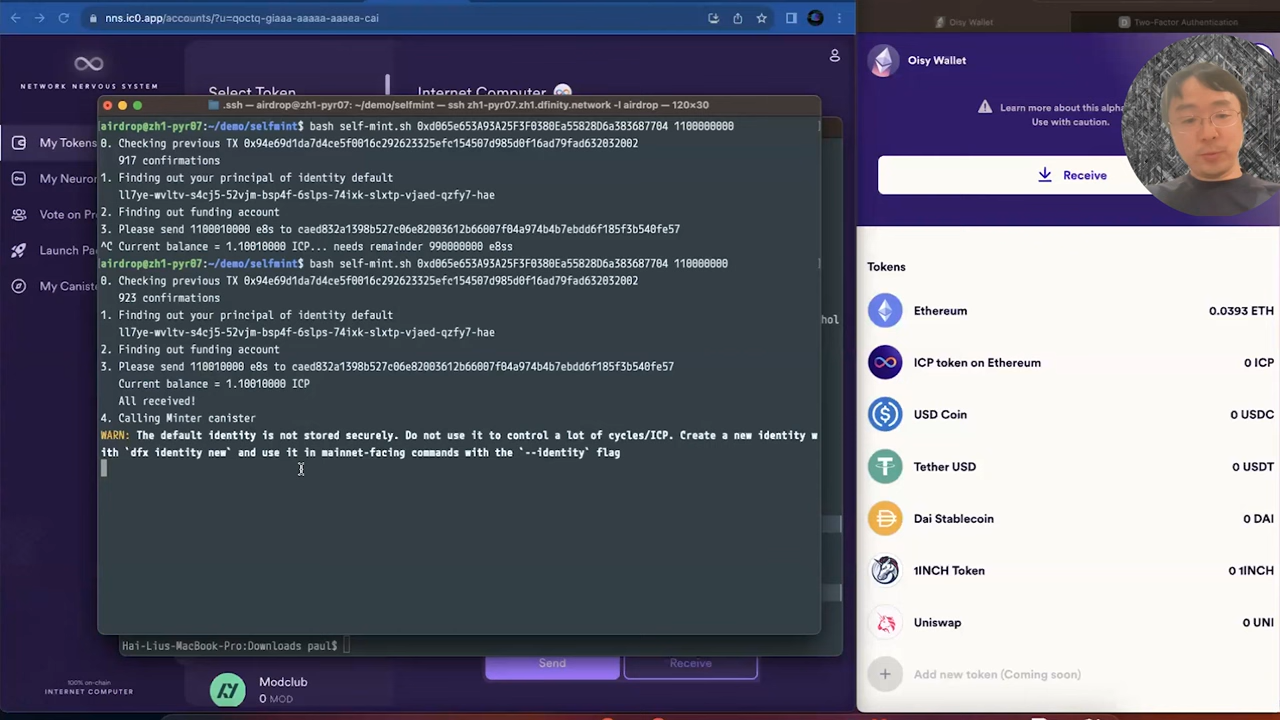 nns.ic0.app/accounts/?u=qoctq-giaaa-aaaaa-aaaea-cai
NETWORK NERVOUS SYSTEM
Select Token
Internet Computer
My Tokens
My Neuron
Vote on Pr
Launch Pa
My Canist
.ssh — airdrop@zh1-pyr07: ~/demo/selfmint — ssh zh1-pyr07.zh1.dfinity.network -l airdrop — 120×30
airdrop@zh1-pyr07:~/demo/selfmint$ bash self-mint.sh 0xd065e653A93A25F3F0380Ea55828D6a383687704 1100000000
0. Checking previous TX 0x94e69d1da7d4ce5f0016c292623325efc154507d985d0f16ad79fad632032002
917 confirmations
1. Finding out your principal of identity default
ll7ye-wvltv-s4cj5-52vjm-bsp4f-6slps-74ixk-slxtp-vjaed-qzfy7-hae
2. Finding out funding account
3. Please send 1100010000 e8s to caed832a1398b527c06e82003612b66007f04a974b4b7ebdd6f185f3b540fe57
^C Current balance = 1.10010000 ICP... needs remainder 990000000 e8ss
airdrop@zh1-pyr07:~/demo/selfmint$ bash self-mint.sh 0xd065e653A93A25F3F0380Ea55828D6a383687704 110000000
0. Checking previous TX 0x94e69d1da7d4ce5f0016c292623325efc154507d985d0f16ad79fad632032002
923 confirmations
1. Finding out your principal of identity default
ll7ye-wvltv-s4cj5-52vjm-bsp4f-6slps-74ixk-slxtp-vjaed-qzfy7-hae
2. Finding out funding account
3. Please send 110010000 e8s to caed832a1398b527c06e82003612b66007f04a974b4b7ebdd6f185f3b540fe57
Current balance = 1.10010000 ICP
All received!
4. Calling Minter canister
WARN: The default identity is not stored securely. Do not use it to control a lot of cycles/ICP. Create a new identity w
ith `dfx identity new` and use it in mainnet-facing commands with the `--identity` flag
hol
Hai-Lius-MacBook-Pro:Downloads paul$
Send
Receive
100% on-chain
INTERNET COMPUTER
Modclub
0 MOD
Oisy Wallet
Two-Factor Authentication
Oisy Wallet
Learn more about this alpha
Use with caution.
Receive
Tokens
Ethereum
0.0393 ETH
ICP token on Ethereum
0 ICP
USD Coin
0 USDC
Tether USD
0 USDT
Dai Stablecoin
0 DAI
1INCH Token
0 1INCH
Uniswap
0 UNI
Add new token (Coming soon)